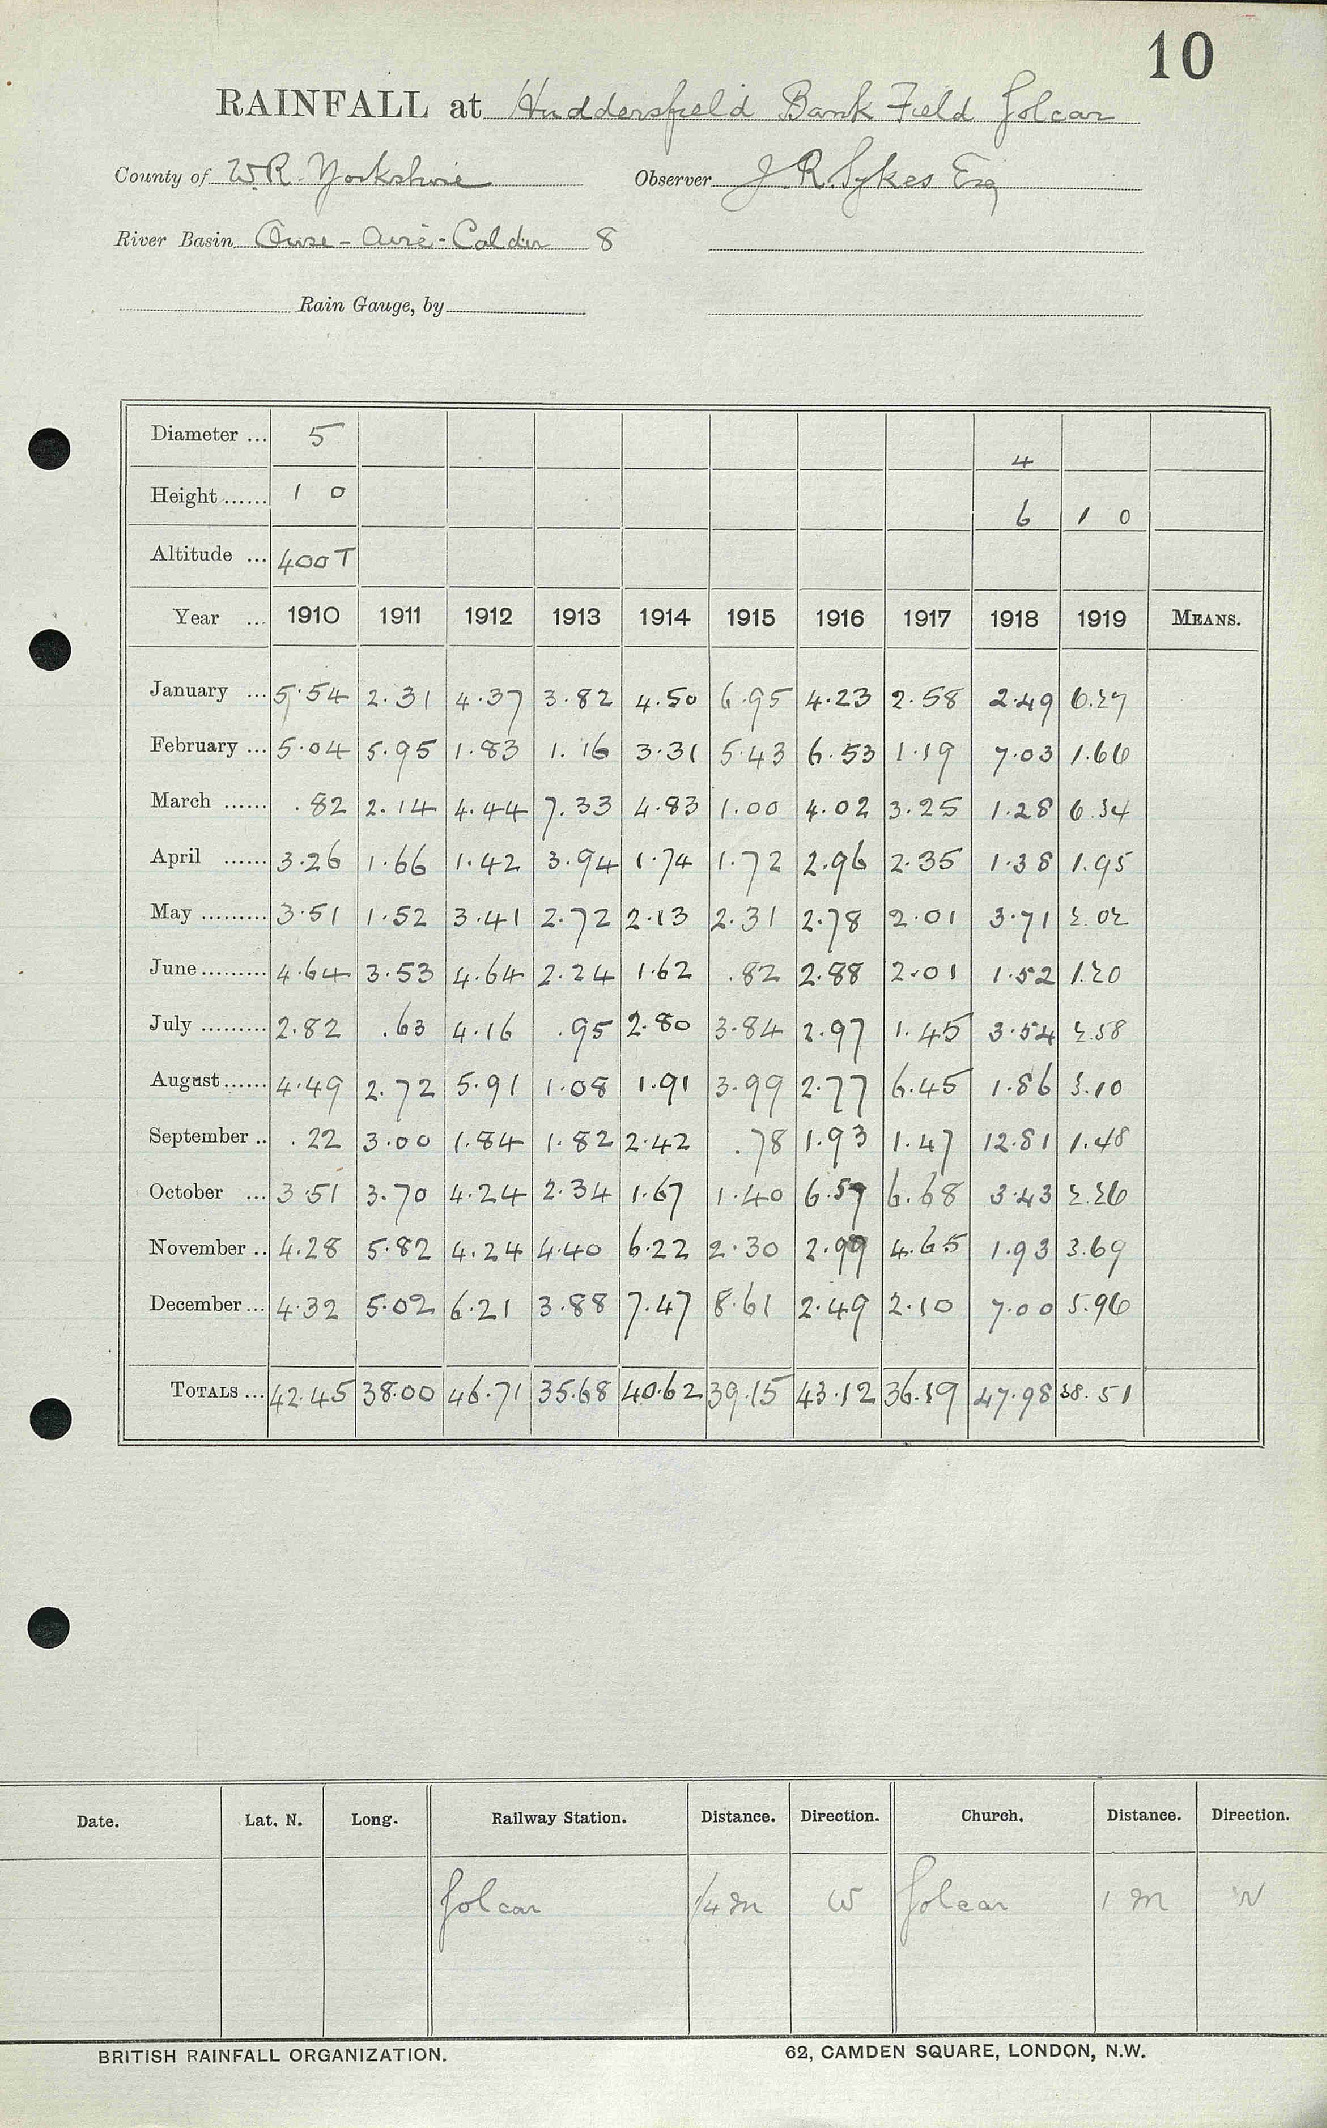 10
RAINFALL at Huddersfield Bank Field Golcar
County of W.R. Yorkshire Observer J.R. Sykes Esq
River Basin Ouse - Aire - Calder 8
Rain Gauge, by
Diameter ... 5 4
Height ...... 1 0 6 1 0
Altitude ... 400 T
Year ... 1910 1911 1912 1913 1914 1915 1916 1917 1918 1919 MEANS.
January ... 5.54 2.31 4.37 3.82 4.50 6.95 4.23 2.58 2.49 6.27
February ... 5.04 5.95 1.83 1.16 3.31 5.43 6.53 1.19 7.03 1.66
March ...... .82 2.14 4.44 7.33 4.83 1.00 4.02 3.25 1.28 6.34
April ...... 3.26 1.66 1.42 3.94 1.74 1.72 2.96 2.35 1.38 1.95
May ......... 3.51 1.52 3.41 2.72 2.13 2.31 2.78 2.01 3.71 2.02
June ......... 4.64 3.53 4.64 2.24 1.62 .82 2.88 2.01 1.52 1.20
July ......... 2.82 .63 4.16 .95 2.80 3.84 2.97 1.45 3.54 2.58
August ...... 4.49 2.72 5.91 1.08 1.91 3.99 2.77 6.45 1.86 3.10
September .. .22 3.00 1.84 1.82 2.42 .78 1.93 1.47 12.81 1.48
October ... 3.51 3.70 4.24 2.34 1.67 1.40 6.57 6.68 3.43 2.26
November .. 4.28 5.82 4.24 4.40 6.22 2.30 2.99 4.65 1.93 3.69
December ... 4.32 5.02 6.21 3.88 7.47 8.61 2.49 2.10 7.00 5.96
TOTALS ... 42.45 38.00 46.71 35.68 40.62 39.15 43.12 36.19 47.98 38.51
Date. Lat. N. Long. Railway Station. Distance. Direction. Church. Distance. Direction.
Golcar 1/4 m W Golcar 1 m N
BRITISH RAINFALL ORGANIZATION. 62, CAMDEN SQUARE, LONDON, N.W.